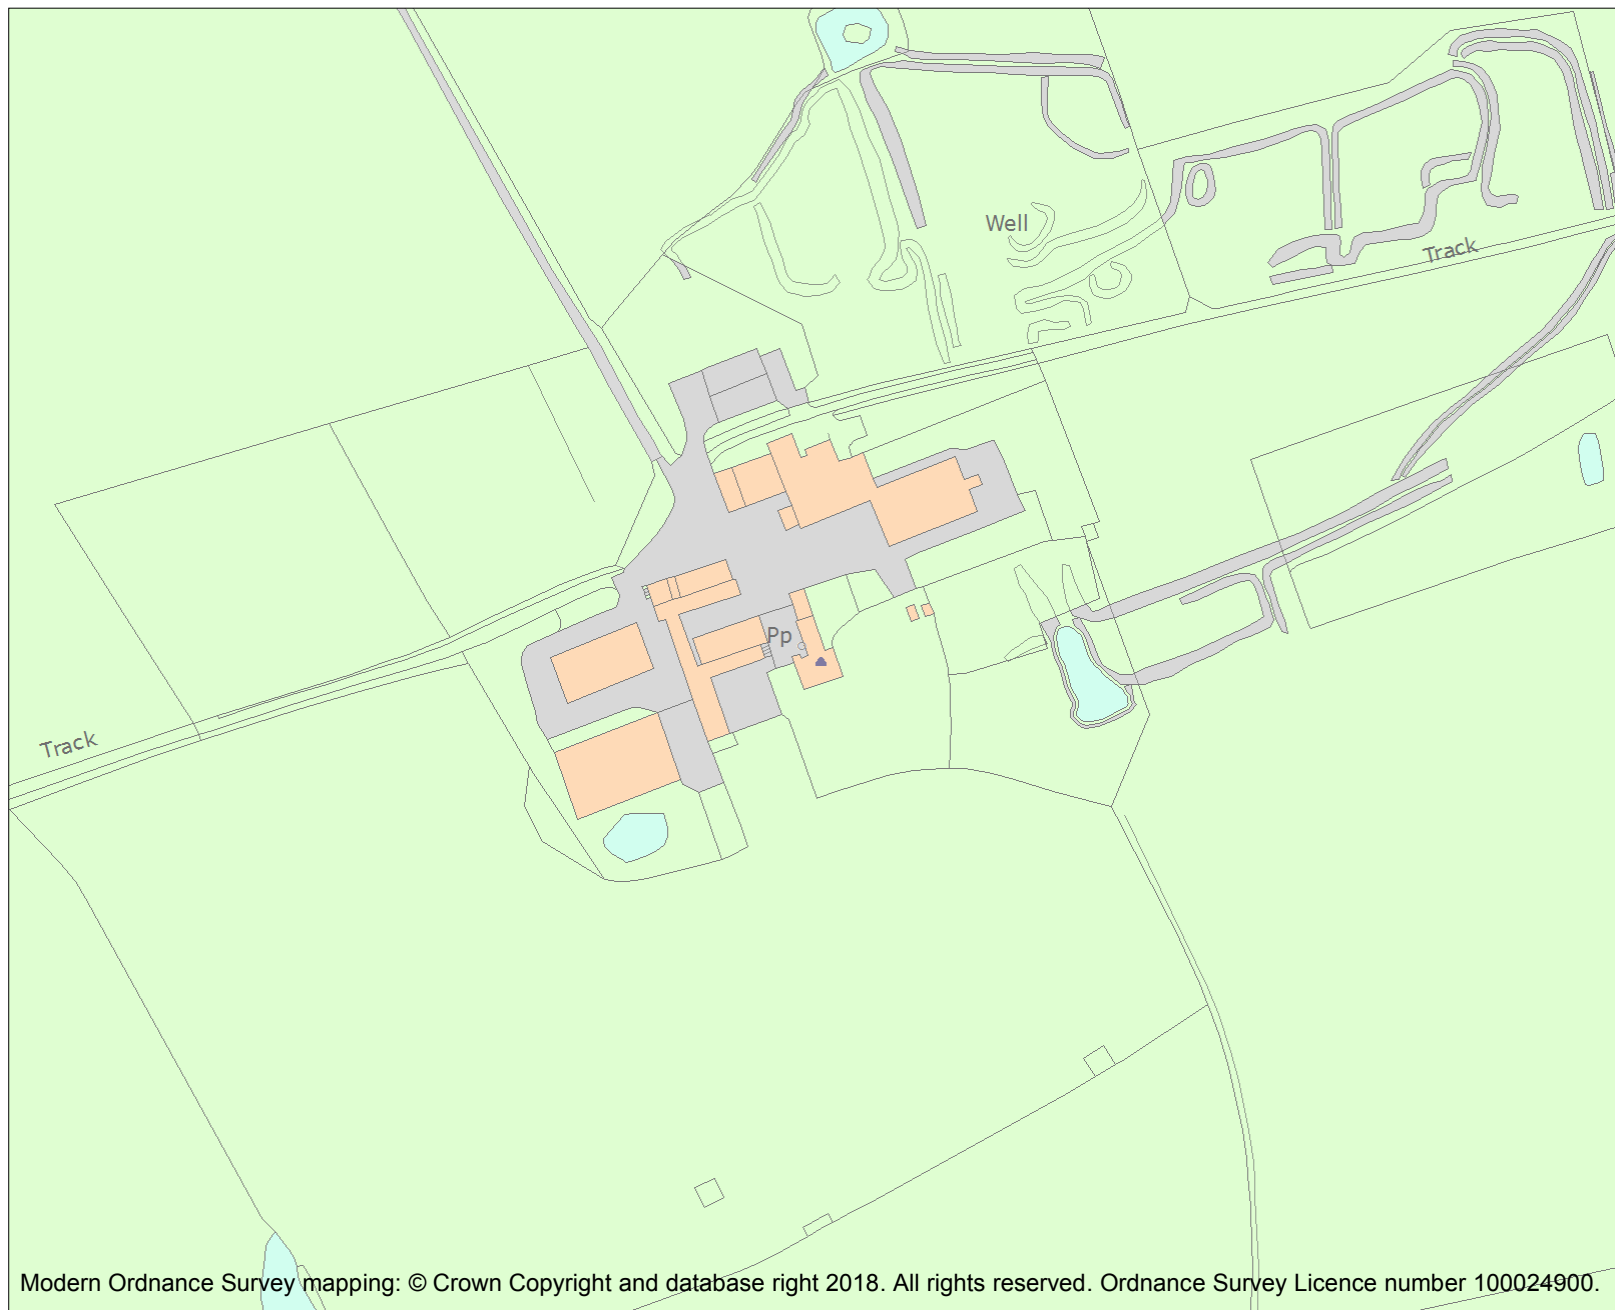 Well
Track
Pp
Track
Modern Ordnance Survey mapping: © Crown Copyright and database right 2018. All rights reserved. Ordnance Survey Licence number 100024900.